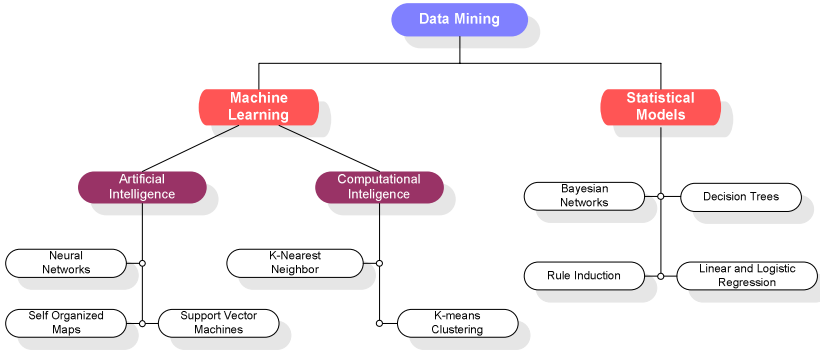 Data Mining
Machine
Learning
Statistical
Models
Artificial
Intelligence
Computational
Inteligence
Bayesian
Networks
Decision Trees
Neural
Networks
K-Nearest
Neighbor
Rule Induction
Linear and Logistic
Regression
Self Organized
Maps
Support Vector
Machines
K-means
Clustering